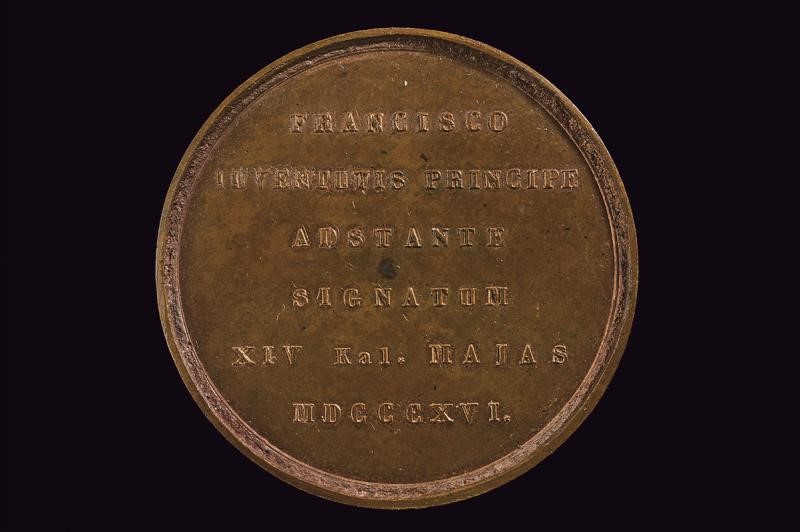 FRANCISCO
IUVENTUTIS PRINCIPE
ADSTANTE
SIGNATUM
XIV Kal. MAJAS
MDCCCXVI.